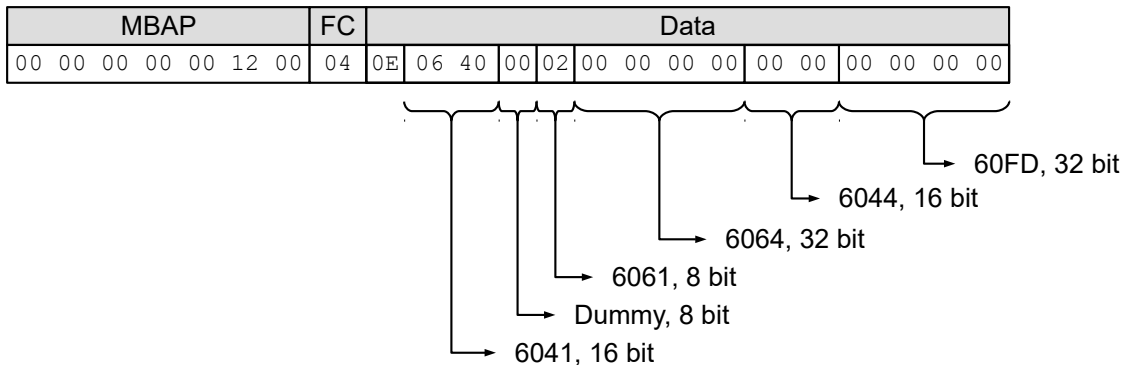 MBAP FC Data
00 00 00 00 00 12 00 04 0E 06 40 00 02 00 00 00 00 00 00 00 00 00 00
60FD, 32 bit
6044, 16 bit
6064, 32 bit
6061, 8 bit
Dummy, 8 bit
6041, 16 bit